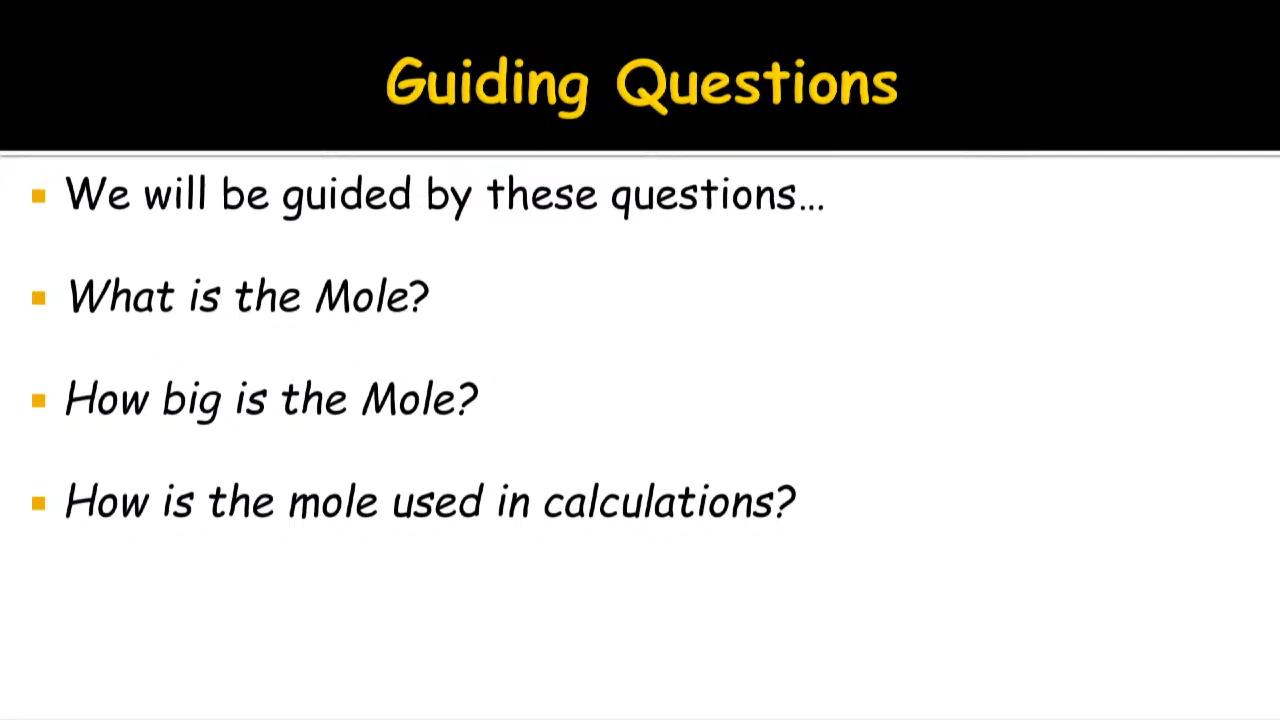 Guiding Questions
We will be guided by these questions…
What is the Mole?
How big is the Mole?
How is the mole used in calculations?